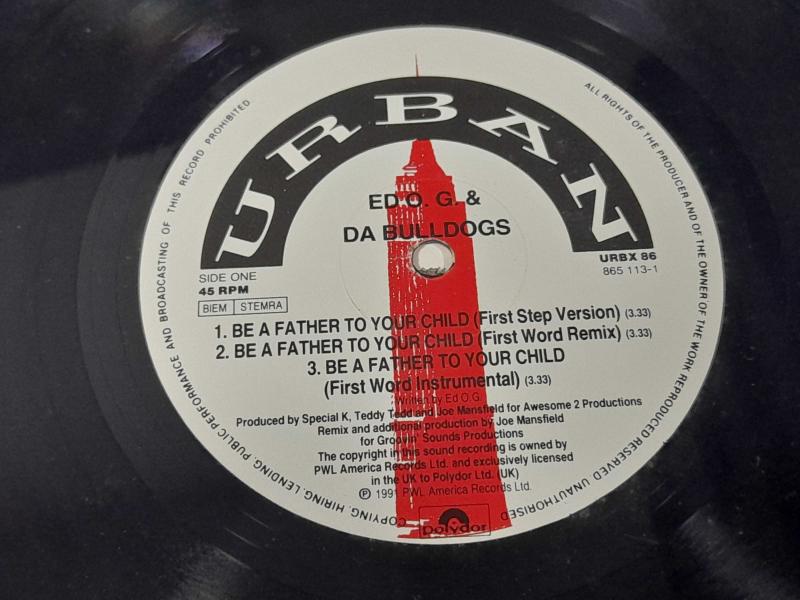 URBAN
ED O. G. &
DA BULLDOGS
SIDE ONE
45 RPM
BIEM STEMRA
URBX 86
865 113-1
1. BE A FATHER TO YOUR CHILD (First Step Version) (3.33)
2. BE A FATHER TO YOUR CHILD (First Word Remix) (3.33)
3. BE A FATHER TO YOUR CHILD
(First Word Instrumental) (3.33)
Written by Ed O.G.
Produced by Special K, Teddy Tedd and Joe Mansfield for Awesome 2 Productions
Remix and additional production by Joe Mansfield
for Groovin' Sounds Productions
The copyright in this sound recording is owned by
PWL America Records Ltd. and exclusively licensed
in the UK to Polydor Ltd. (UK)
℗ 1991 PWL America Records Ltd.
polydor
ALL RIGHTS OF THE PRODUCER AND OF THE OWNER OF THE WORK REPRODUCED RESERVED UNAUTHORISED COPYING, HIRING, LENDING, PUBLIC PERFORMANCE AND BROADCASTING OF THIS RECORD PROHIBITED